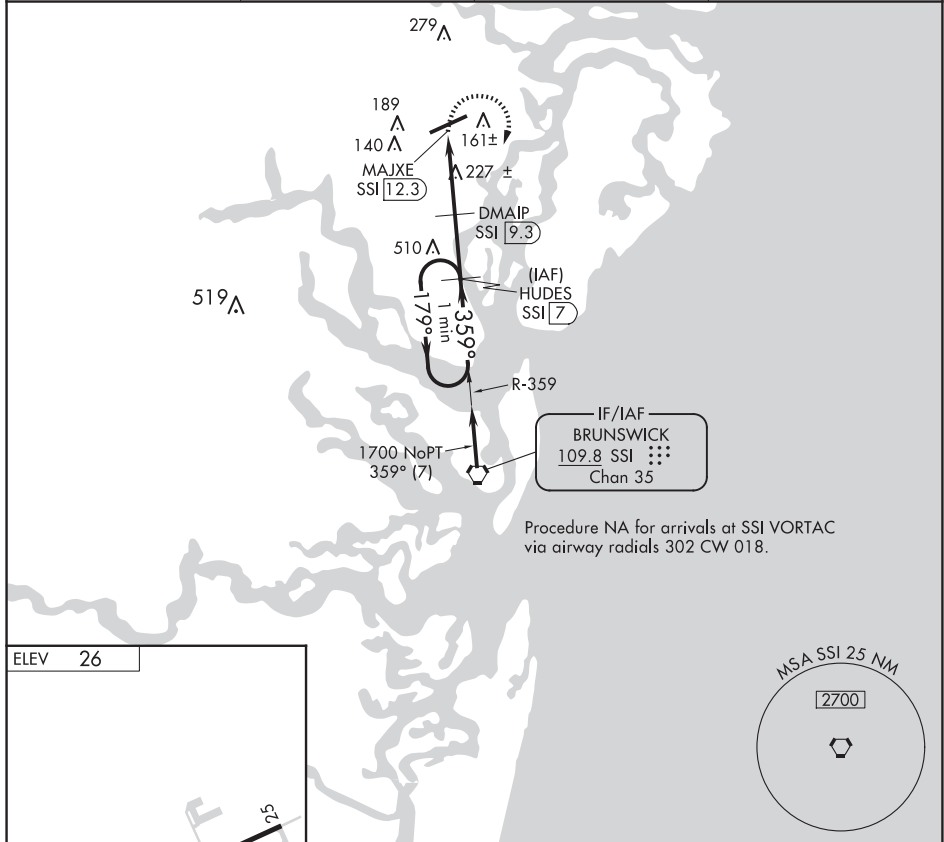 279
189
140
161±
MAJXE
SSI 12.3
227 ±
DMAIP
SSI 9.3
510
(IAF)
HUDES
SSI 7
519
179°
1 min
359°
R-359
IF/IAF
BRUNSWICK
109.8 SSI
Chan 35
1700 NoPT
359° (7)
Procedure NA for arrivals at SSI VORTAC
via airway radials 302 CW 018.
ELEV 26
MSA SSI 25 NM
2700
25